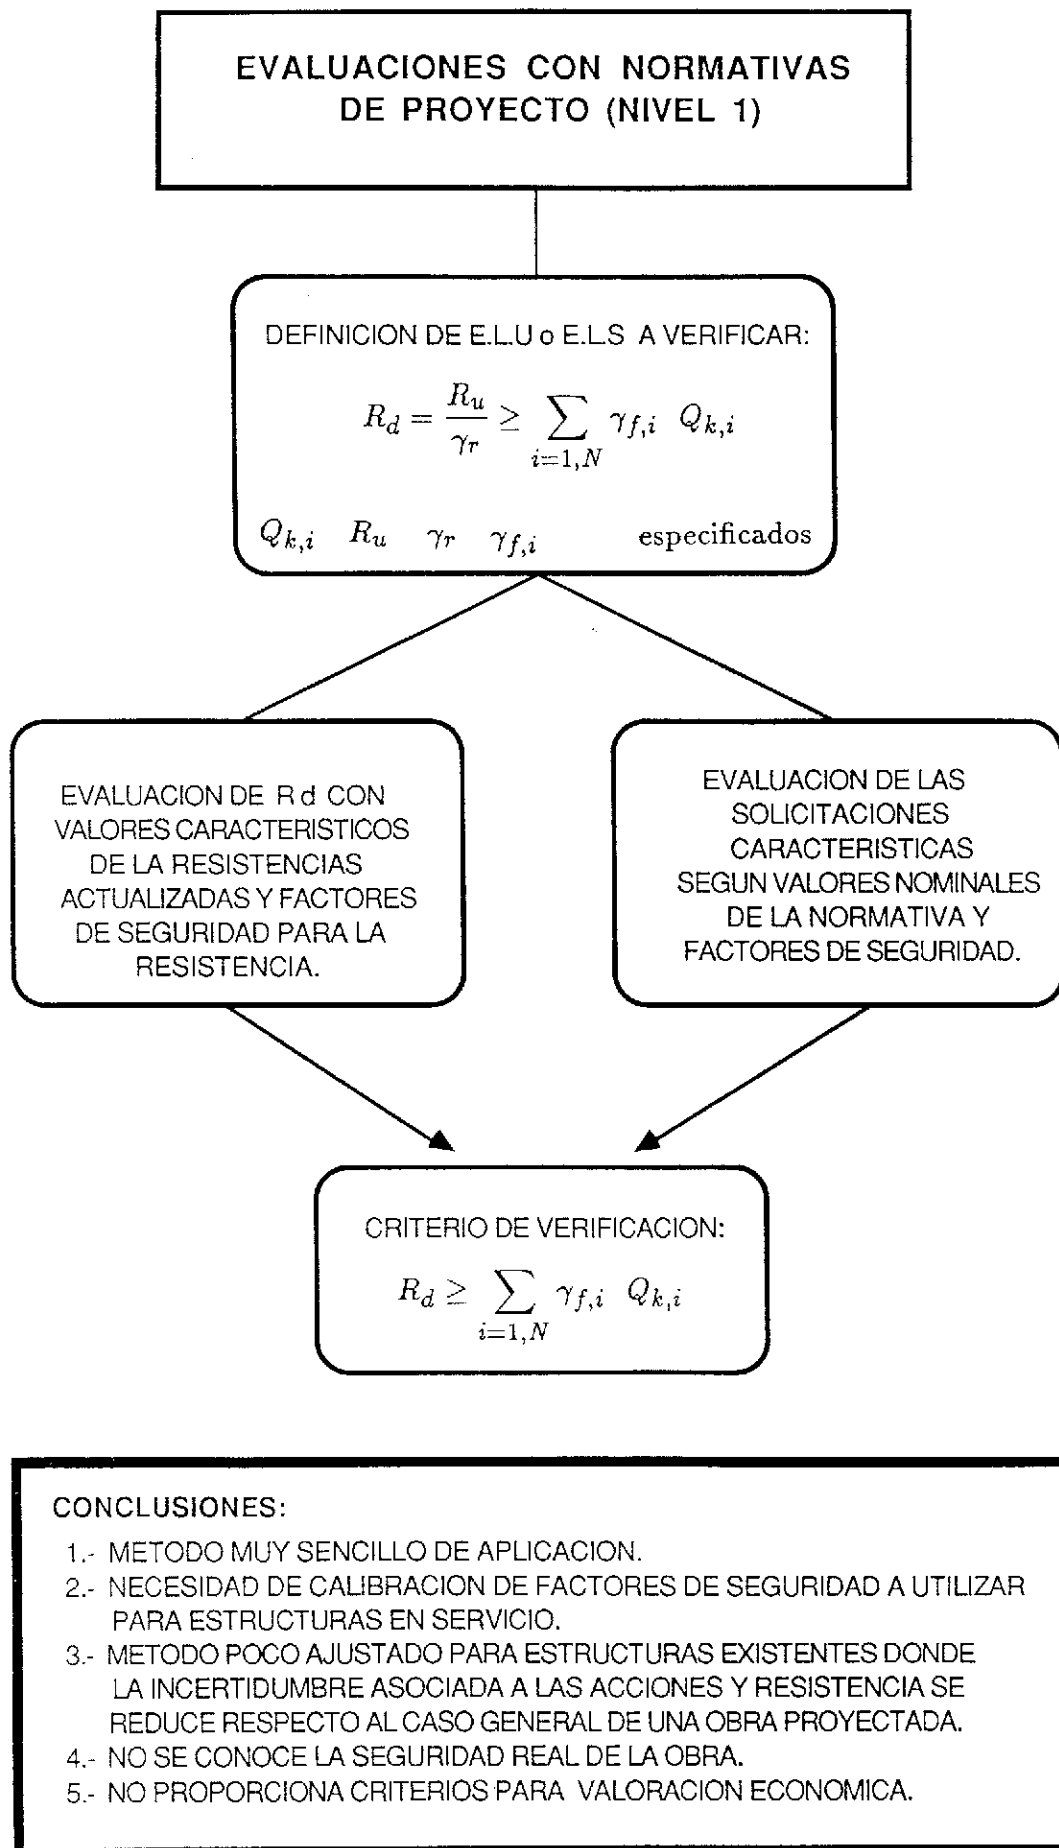 EVALUACIONES CON NORMATIVAS
DE PROYECTO (NIVEL 1)
DEFINICION DE E.L.U o E.L.S A VERIFICAR:
R_d = R_u / γ_r ≥ ∑_{i=1,N} γ_{f,i} Q_{k,i}
Q_{k,i} R_u γ_r γ_{f,i} especificados
EVALUACION DE R d CON
VALORES CARACTERISTICOS
DE LA RESISTENCIAS
ACTUALIZADAS Y FACTORES
DE SEGURIDAD PARA LA
RESISTENCIA.
EVALUACION DE LAS
SOLICITACIONES
CARACTERISTICAS
SEGUN VALORES NOMINALES
DE LA NORMATIVA Y
FACTORES DE SEGURIDAD.
CRITERIO DE VERIFICACION:
R_d ≥ ∑_{i=1,N} γ_{f,i} Q_{k,i}
CONCLUSIONES:
1.- METODO MUY SENCILLO DE APLICACION.
2.- NECESIDAD DE CALIBRACION DE FACTORES DE SEGURIDAD A UTILIZAR
PARA ESTRUCTURAS EN SERVICIO.
3.- METODO POCO AJUSTADO PARA ESTRUCTURAS EXISTENTES DONDE
LA INCERTIDUMBRE ASOCIADA A LAS ACCIONES Y RESISTENCIA SE
REDUCE RESPECTO AL CASO GENERAL DE UNA OBRA PROYECTADA.
4.- NO SE CONOCE LA SEGURIDAD REAL DE LA OBRA.
5.- NO PROPORCIONA CRITERIOS PARA VALORACION ECONOMICA.